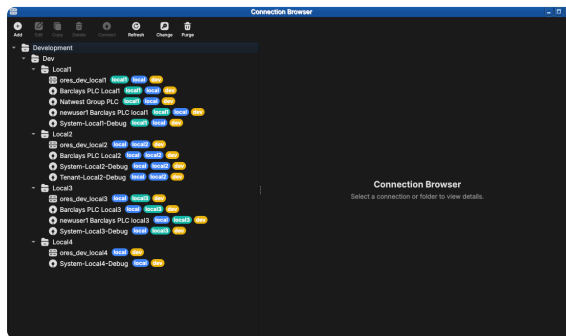 Connection Browser
Add Edit Copy Delete Connect Refresh Change Purge
Development
Dev
Local1
ores_dev_local1 local1 local dev
Barclays PLC Local1 local1 local dev
Natwest Group PLC local1 local dev
newuser1 Barclays PLC local1 local1 local dev
System-Local1-Debug local1 local dev
Local2
ores_dev_local2 local local2 dev
Barclays PLC Local2 local local2 dev
System-Local2-Debug local local2 dev
Tenant-Local2-Debug local local2 dev
Local3
ores_dev_local3 local local3 dev
Barclays PLC Local3 local local3 dev
newuser1 Barclays PLC local3 local local3 dev
System-Local3-Debug local local3 dev
Local4
ores_dev_local4 local dev
System-Local4-Debug local dev
Connection Browser
Select a connection or folder to view details.